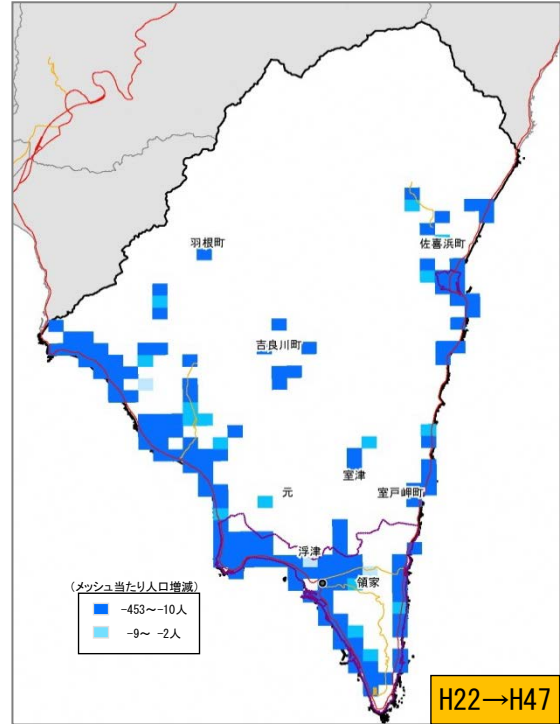 佐喜浜町
羽根町
吉良川町
室津
元
室戸岬町
浮津
領家
(メッシュ当たり人口増減)
-453～-10人
-9～ -2人
H22→H47